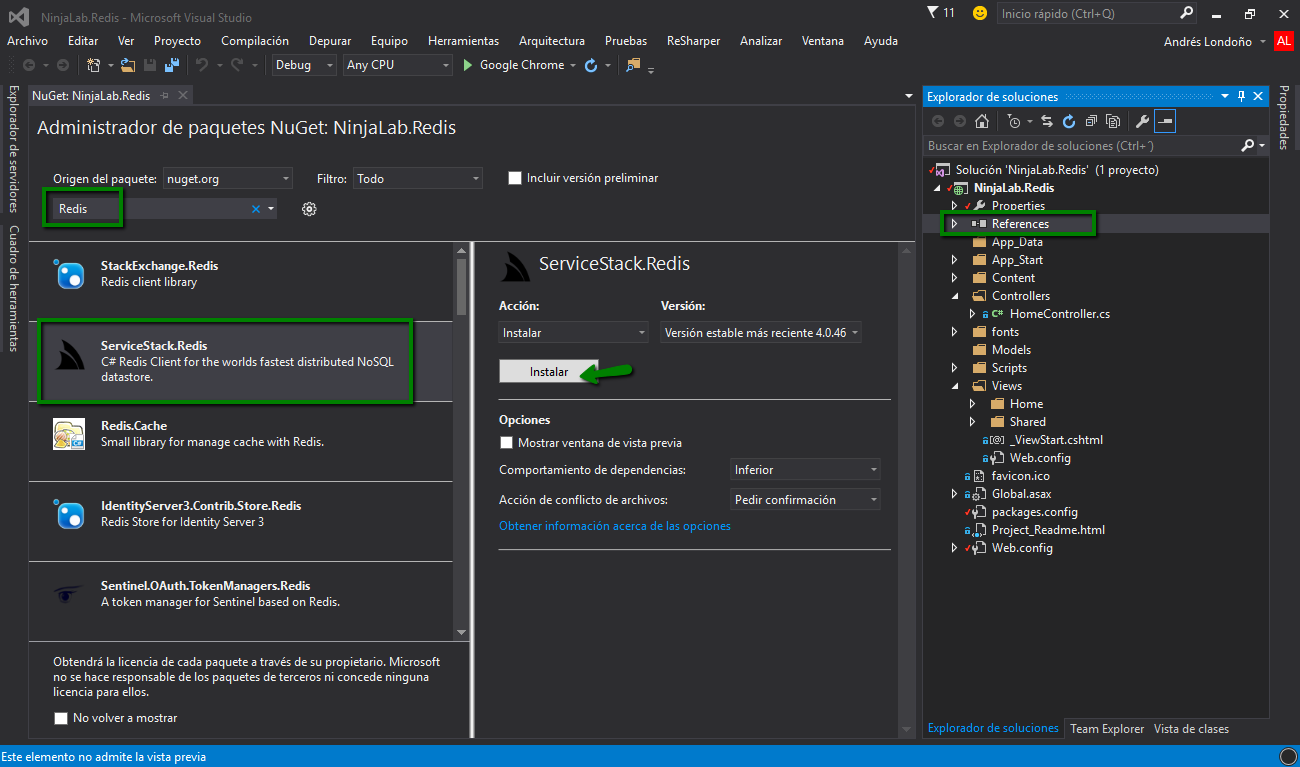 NinjaLab.Redis - Microsoft Visual Studio
11
Inicio rápido (Ctrl+Q)
Archivo Editar Ver Proyecto Compilación Depurar Equipo Herramientas Arquitectura Pruebas ReSharper Analizar Ventana Ayuda
Andrés Londoño
AL
Debug Any CPU Google Chrome
Explorador de servidores
Cuadro de herramientas
NuGet: NinjaLab.Redis
Administrador de paquetes NuGet: NinjaLab.Redis
Origen del paquete: nuget.org Filtro: Todo Incluir versión preliminar
Redis
StackExchange.Redis
Redis client library
ServiceStack.Redis
C# Redis Client for the worlds fastest distributed NoSQL
datastore.
Redis.Cache
Small library for manage cache with Redis.
IdentityServer3.Contrib.Store.Redis
Redis Store for Identity Server 3
Sentinel.OAuth.TokenManagers.Redis
A token manager for Sentinel based on Redis.
Obtendrá la licencia de cada paquete a través de su propietario. Microsoft
no se hace responsable de los paquetes de terceros ni concede ninguna
licencia para ellos.
No volver a mostrar
ServiceStack.Redis
Acción: Versión:
Instalar Versión estable más reciente 4.0.46
Instalar
Opciones
Mostrar ventana de vista previa
Comportamiento de dependencias: Inferior
Acción de conflicto de archivos: Pedir confirmación
Obtener información acerca de las opciones
Explorador de soluciones
Buscar en Explorador de soluciones (Ctrl+´)
Solución 'NinjaLab.Redis' (1 proyecto)
NinjaLab.Redis
Properties
References
App_Data
App_Start
Content
Controllers
C# HomeController.cs
fonts
Models
Scripts
Views
Home
Shared
_ViewStart.cshtml
Web.config
favicon.ico
Global.asax
packages.config
Project_Readme.html
Web.config
Explorador de soluciones Team Explorer Vista de clases
Propiedades
Este elemento no admite la vista previa